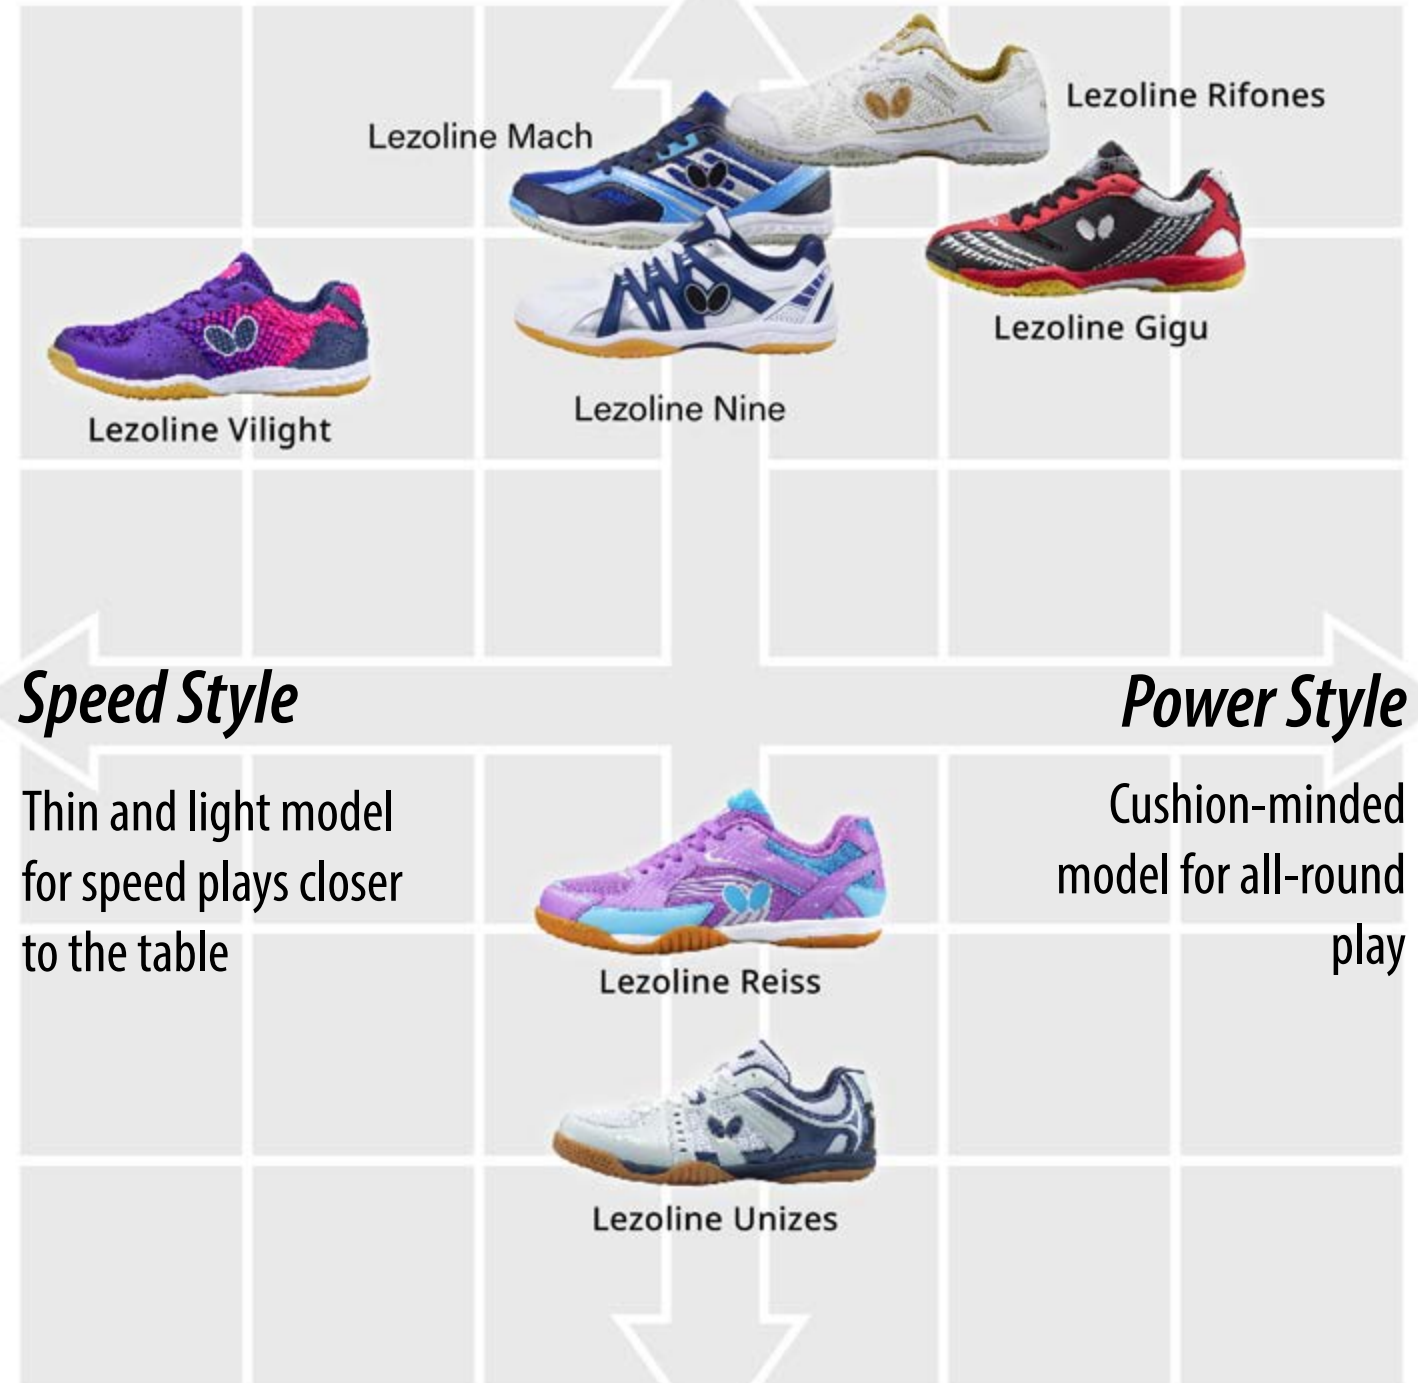 Lezoline Rifones
Lezoline Mach
Lezoline Gigu
Lezoline Nine
Lezoline Vilight
Speed Style
Power Style
Thin and light model
for speed plays closer
to the table
Cushion-minded
model for all-round
play
Lezoline Reiss
Lezoline Unizes